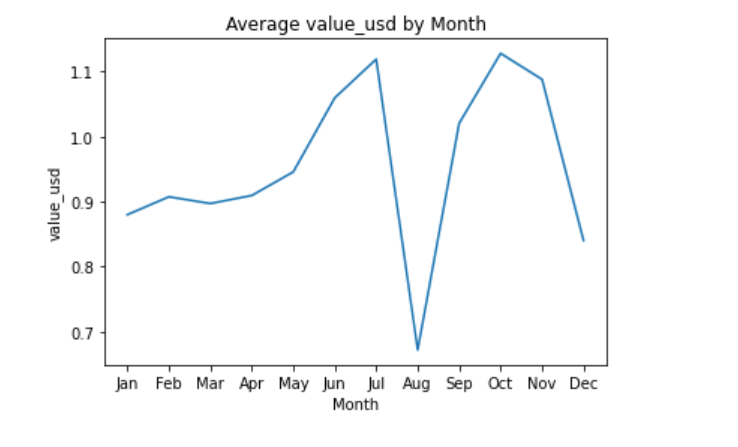 Average value_usd by Month
1.1
1.0
0.9
0.8
0.7
value_usd
Jan Feb Mar Apr May Jun Jul Aug Sep Oct Nov Dec
Month